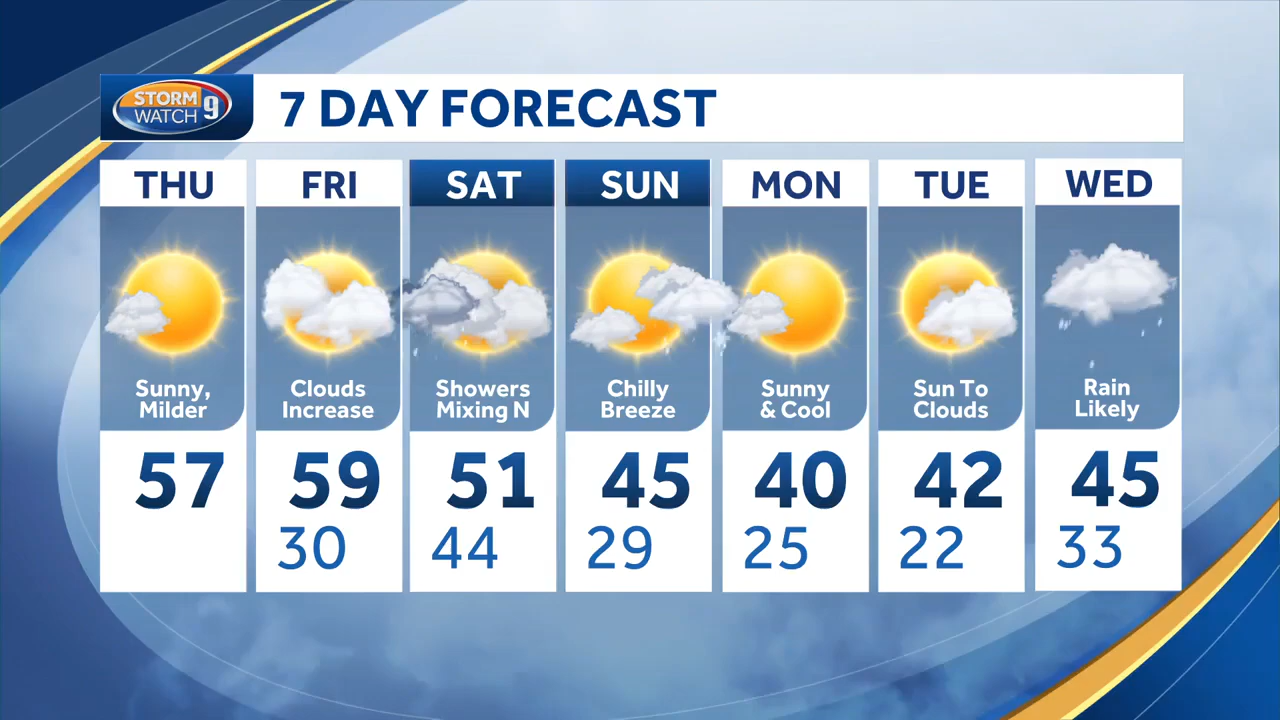 STORM
WATCH 9
7 DAY FORECAST
THU
FRI
SAT
SUN
MON
TUE
WED
Sunny,
Milder
Clouds
Increase
Showers
Mixing N
Chilly
Breeze
Sunny
& Cool
Sun To
Clouds
Rain
Likely
57
59
51
45
40
42
45
30
44
29
25
22
33